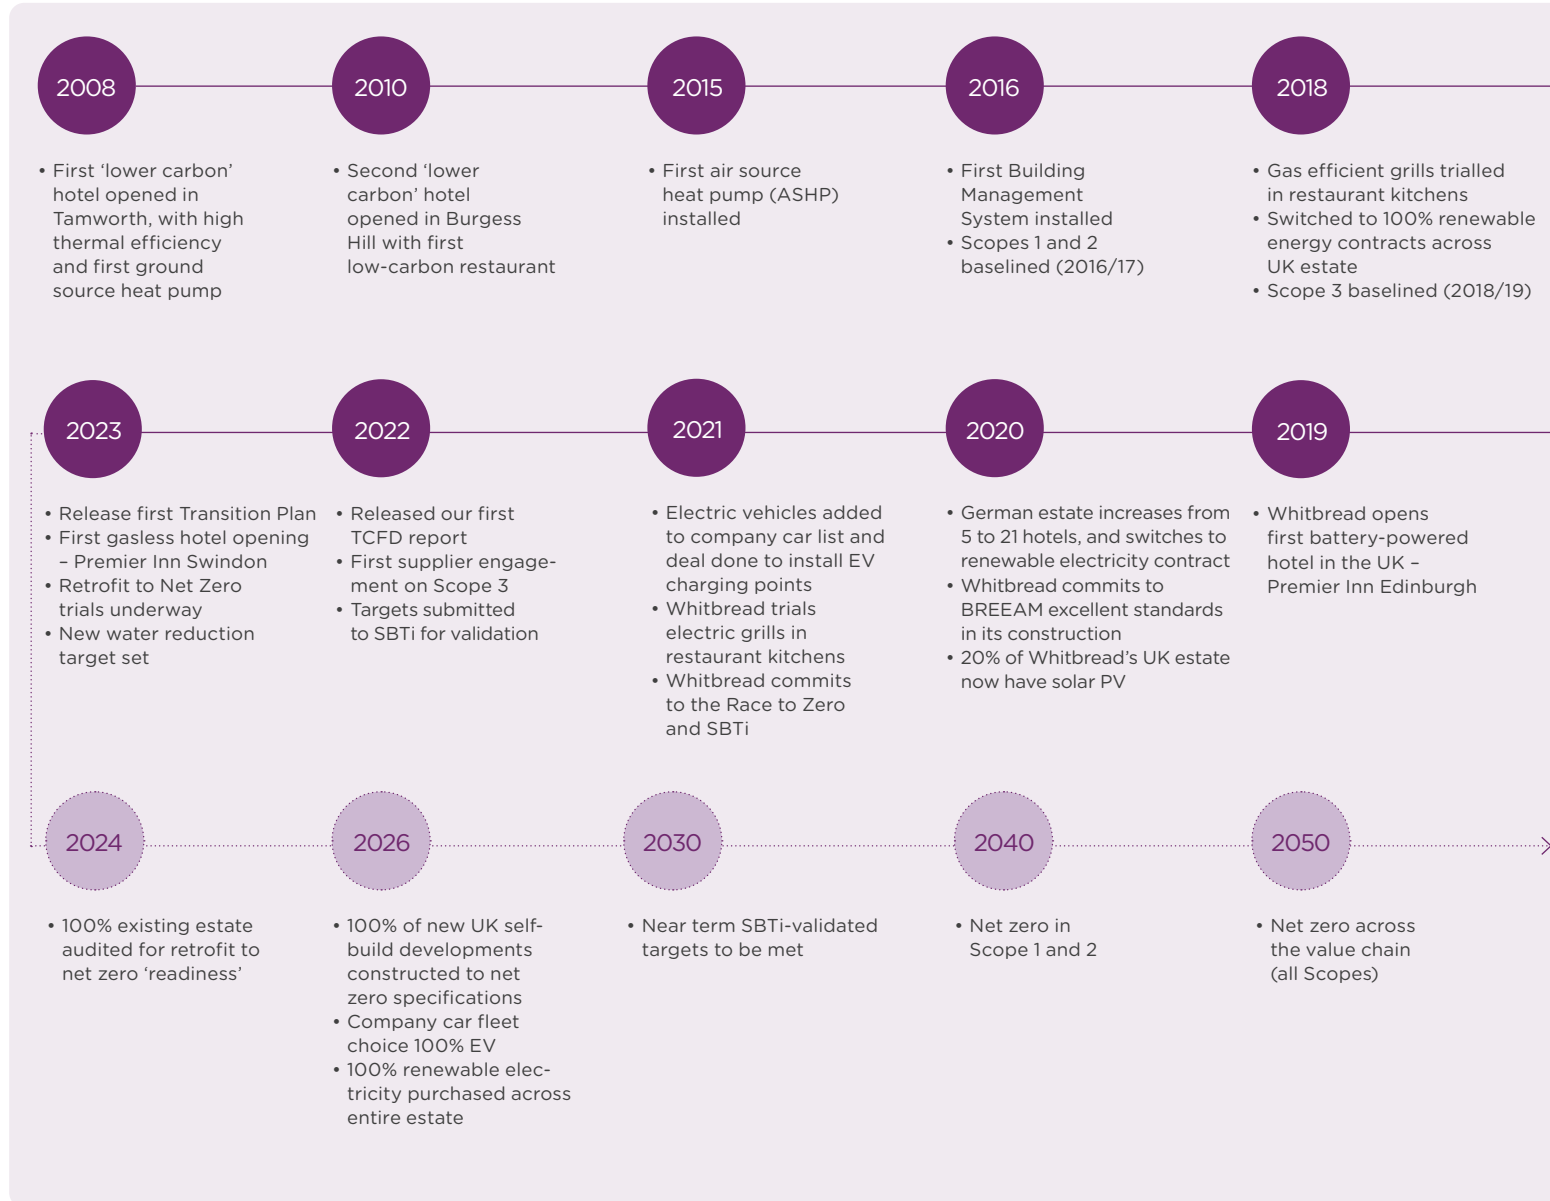 2008
• First ‘lower carbon’
hotel opened in
Tamworth, with high
thermal efficiency
and first ground
source heat pump
2010
• Second ‘lower
carbon’ hotel
opened in Burgess
Hill with first
low-carbon restaurant
2015
• First air source
heat pump (ASHP)
installed
2016
• First Building
Management
System installed
• Scopes 1 and 2
baselined (2016/17)
2018
• Gas efficient grills trialled
in restaurant kitchens
• Switched to 100% renewable
energy contracts across
UK estate
• Scope 3 baselined (2018/19)
2023
• Release first Transition Plan
• First gasless hotel opening
– Premier Inn Swindon
• Retrofit to Net Zero
trials underway
• New water reduction
target set
2022
• Released our first
TCFD report
• First supplier engage-
ment on Scope 3
• Targets submitted
to SBTi for validation
2021
• Electric vehicles added
to company car list and
deal done to install EV
charging points
• Whitbread trials
electric grills in
restaurant kitchens
• Whitbread commits
to the Race to Zero
and SBTi
2020
• German estate increases from
5 to 21 hotels, and switches to
renewable electricity contract
• Whitbread commits to
BREEAM excellent standards
in its construction
• 20% of Whitbread’s UK estate
now have solar PV
2019
• Whitbread opens
first battery-powered
hotel in the UK –
Premier Inn Edinburgh
2024
• 100% existing estate
audited for retrofit to
net zero ‘readiness’
2026
• 100% of new UK self-
build developments
constructed to net
zero specifications
• Company car fleet
choice 100% EV
• 100% renewable elec-
tricity purchased across
entire estate
2030
• Near term SBTi-validated
targets to be met
2040
• Net zero in
Scope 1 and 2
2050
• Net zero across
the value chain
(all Scopes)